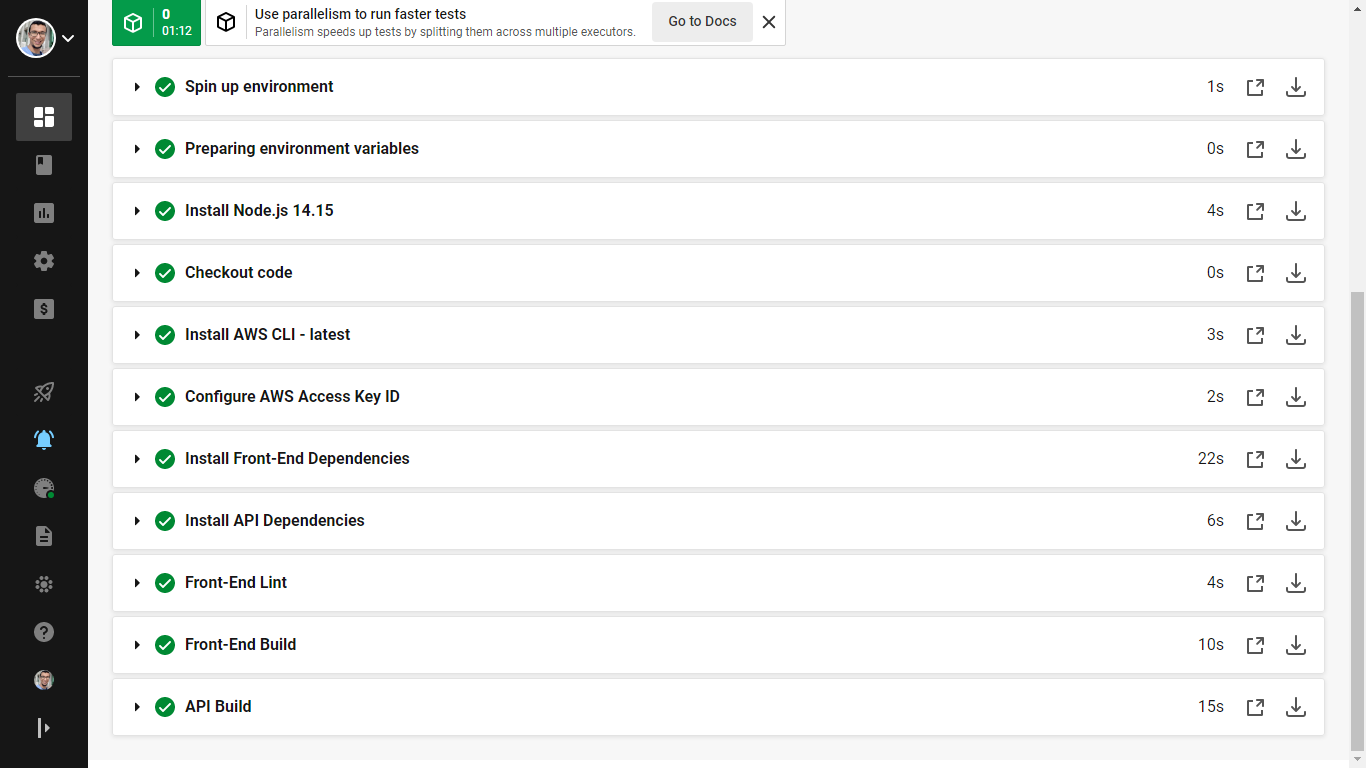 0
01:12
Use parallelism to run faster tests
Parallelism speeds up tests by splitting them across multiple executors.
Go to Docs
Spin up environment 1s
Preparing environment variables 0s
Install Node.js 14.15 4s
Checkout code 0s
Install AWS CLI - latest 3s
Configure AWS Access Key ID 2s
Install Front-End Dependencies 22s
Install API Dependencies 6s
Front-End Lint 4s
Front-End Build 10s
API Build 15s